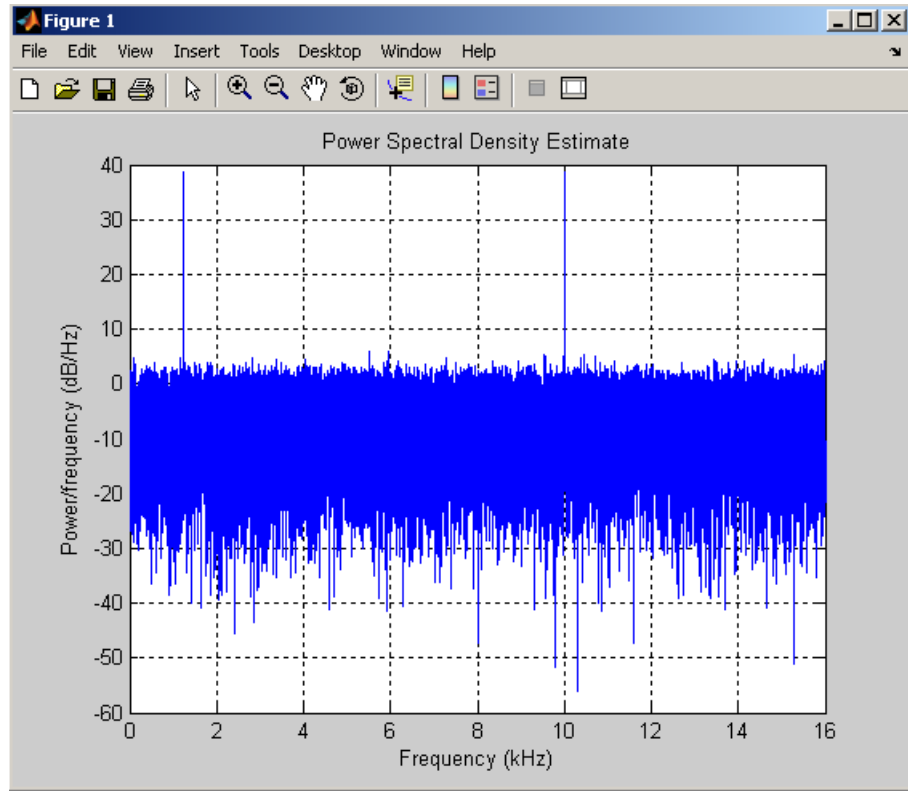 Figure 1
File Edit View Insert Tools Desktop Window Help
Power Spectral Density Estimate
40
30
20
10
0
-10
-20
-30
-40
-50
-60
Power/frequency (dB/Hz)
0 2 4 6 8 10 12 14 16
Frequency (kHz)